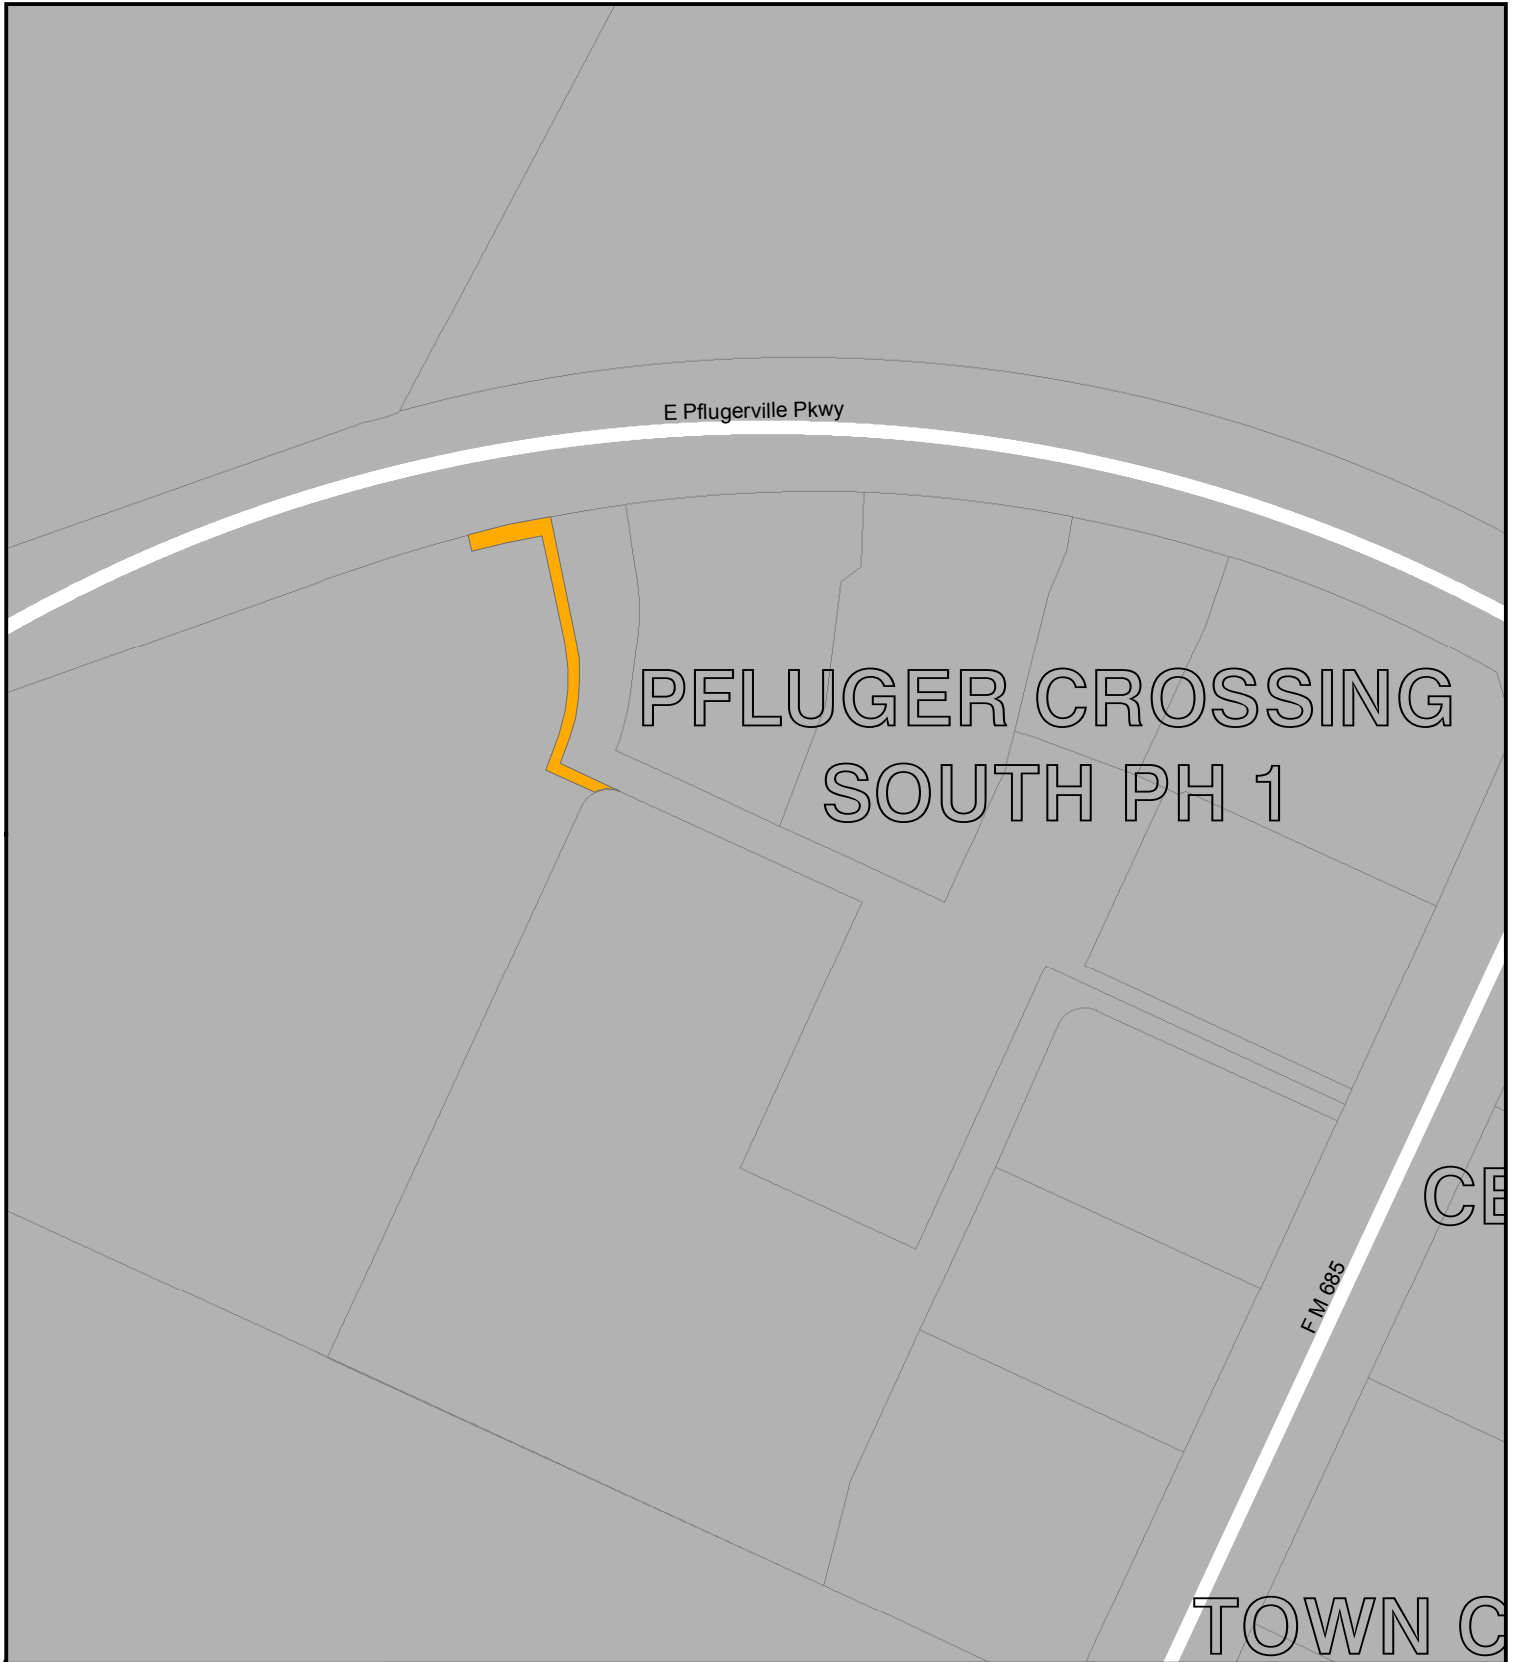 E Pflugerville Pkwy
PFLUGER CROSSING
SOUTH PH 1
CE
F M 685
TOWN C